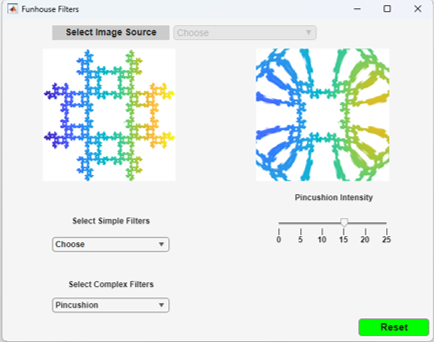 Funhouse Filters
Select Image Source
Choose
Pincushion Intensity
0 5 10 15 20 25
Select Simple Filters
Choose
Select Complex Filters
Pincushion
Reset